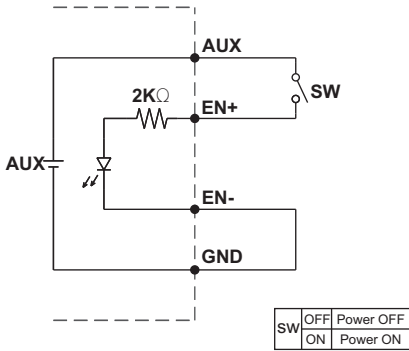 AUX
2KΩ
SW
EN+
AUX
EN-
GND
SW OFF Power OFF
ON Power ON